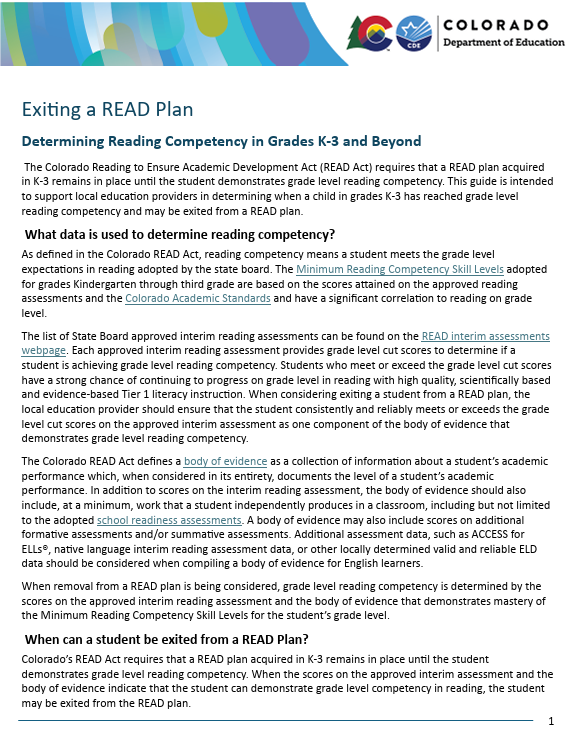 COLORADO
Department of Education
CDE
Exiting a READ Plan
Determining Reading Competency in Grades K-3 and Beyond
The Colorado Reading to Ensure Academic Development Act (READ Act) requires that a READ plan acquired
in K-3 remains in place until the student demonstrates grade level reading competency. This guide is intended
to support local education providers in determining when a child in grades K-3 has reached grade level
reading competency and may be exited from a READ plan.
What data is used to determine reading competency?
As defined in the Colorado READ Act, reading competency means a student meets the grade level
expectations in reading adopted by the state board. The Minimum Reading Competency Skill Levels adopted
for grades Kindergarten through third grade are based on the scores attained on the approved reading
assessments and the Colorado Academic Standards and have a significant correlation to reading on grade
level.
The list of State Board approved interim reading assessments can be found on the READ interim assessments
webpage. Each approved interim reading assessment provides grade level cut scores to determine if a
student is achieving grade level reading competency. Students who meet or exceed the grade level cut scores
have a strong chance of continuing to progress on grade level in reading with high quality, scientifically based
and evidence-based Tier 1 literacy instruction. When considering exiting a student from a READ plan, the
local education provider should ensure that the student consistently and reliably meets or exceeds the grade
level cut scores on the approved interim assessment as one component of the body of evidence that
demonstrates grade level reading competency.
The Colorado READ Act defines a body of evidence as a collection of information about a student's academic
performance which, when considered in its entirety, documents the level of a student's academic
performance. In addition to scores on the interim reading assessment, the body of evidence should also
include, at a minimum, work that a student independently produces in a classroom, including but not limited
to the adopted school readiness assessments. A body of evidence may also include scores on additional
formative assessments and/or summative assessments. Additional assessment data, such as ACCESS for
ELLs®, native language interim reading assessment data, or other locally determined valid and reliable ELD
data should be considered when compiling a body of evidence for English learners.
When removal from a READ plan is being considered, grade level reading competency is determined by the
scores on the approved interim reading assessment and the body of evidence that demonstrates mastery of
the Minimum Reading Competency Skill Levels for the student's grade level.
When can a student be exited from a READ Plan?
Colorado's READ Act requires that a READ plan acquired in K-3 remains in place until the student
demonstrates grade level reading competency. When the scores on the approved interim assessment and the
body of evidence indicate that the student can demonstrate grade level competency in reading, the student
may be exited from the READ plan.
1